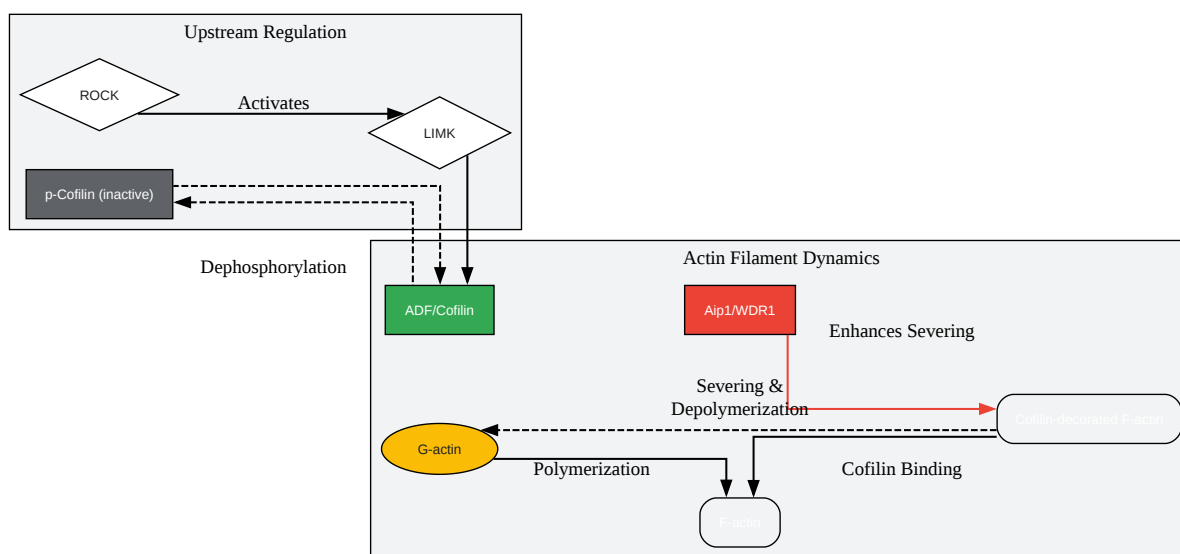 Upstream Regulation
ROCK
Activates
LIMK
p-Cofilin (inactive)
Dephosphorylation
Actin Filament Dynamics
ADF/Cofilin
Aip1/WDR1
Enhances Severing
Severing &
Depolymerization
Cofilin-decorated F-actin
G-actin
Polymerization
Cofilin Binding
F-actin